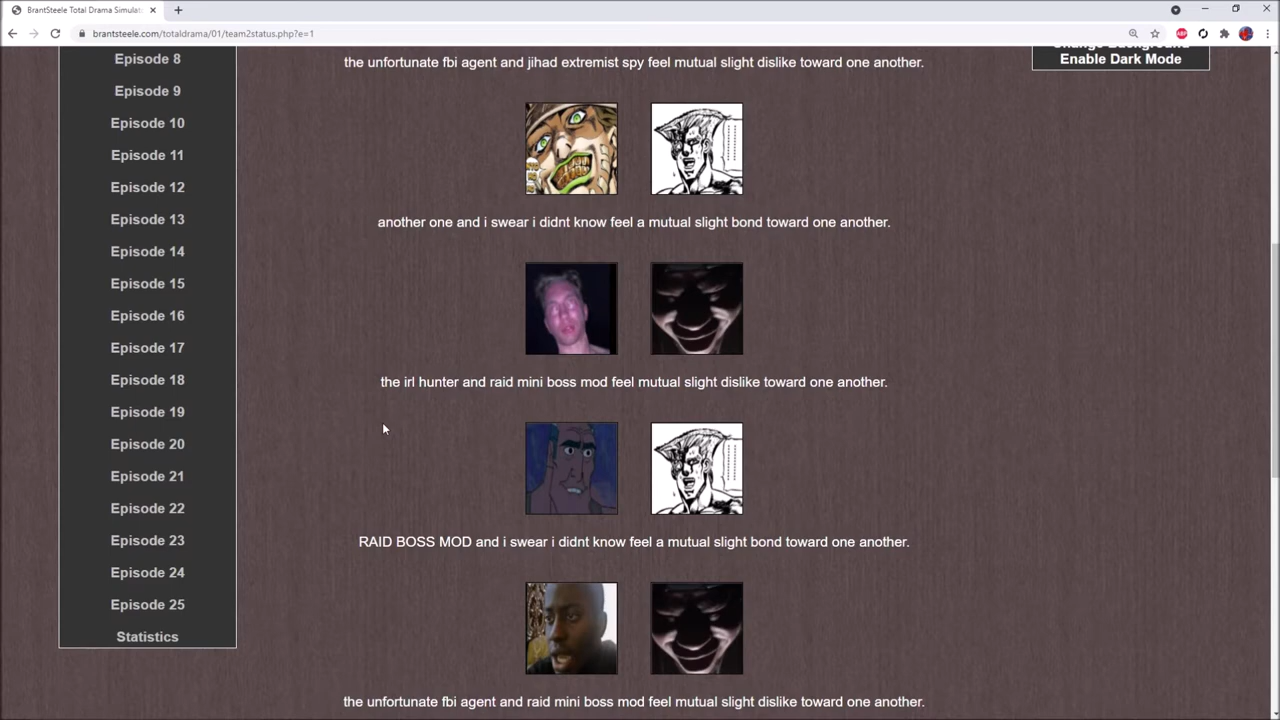 BrantSteele Total Drama Simulat
brantsteele.com/totaldrama/01/team2status.php?e=1
ABP
Enable Dark Mode
Episode 8
Episode 9
Episode 10
Episode 11
Episode 12
Episode 13
Episode 14
Episode 15
Episode 16
Episode 17
Episode 18
Episode 19
Episode 20
Episode 21
Episode 22
Episode 23
Episode 24
Episode 25
Statistics
the unfortunate fbi agent and jihad extremist spy feel mutual slight dislike toward one another.
another one and i swear i didnt know feel a mutual slight bond toward one another.
the irl hunter and raid mini boss mod feel mutual slight dislike toward one another.
RAID BOSS MOD and i swear i didnt know feel a mutual slight bond toward one another.
the unfortunate fbi agent and raid mini boss mod feel mutual slight dislike toward one another.